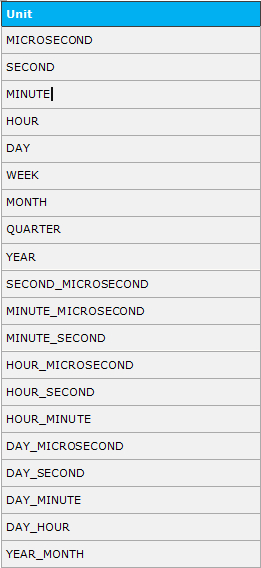 Unit
MICROSECOND
SECOND
MINUTE
HOUR
DAY
WEEK
MONTH
QUARTER
YEAR
SECOND_MICROSECOND
MINUTE_MICROSECOND
MINUTE_SECOND
HOUR_MICROSECOND
HOUR_SECOND
HOUR_MINUTE
DAY_MICROSECOND
DAY_SECOND
DAY_MINUTE
DAY_HOUR
YEAR_MONTH